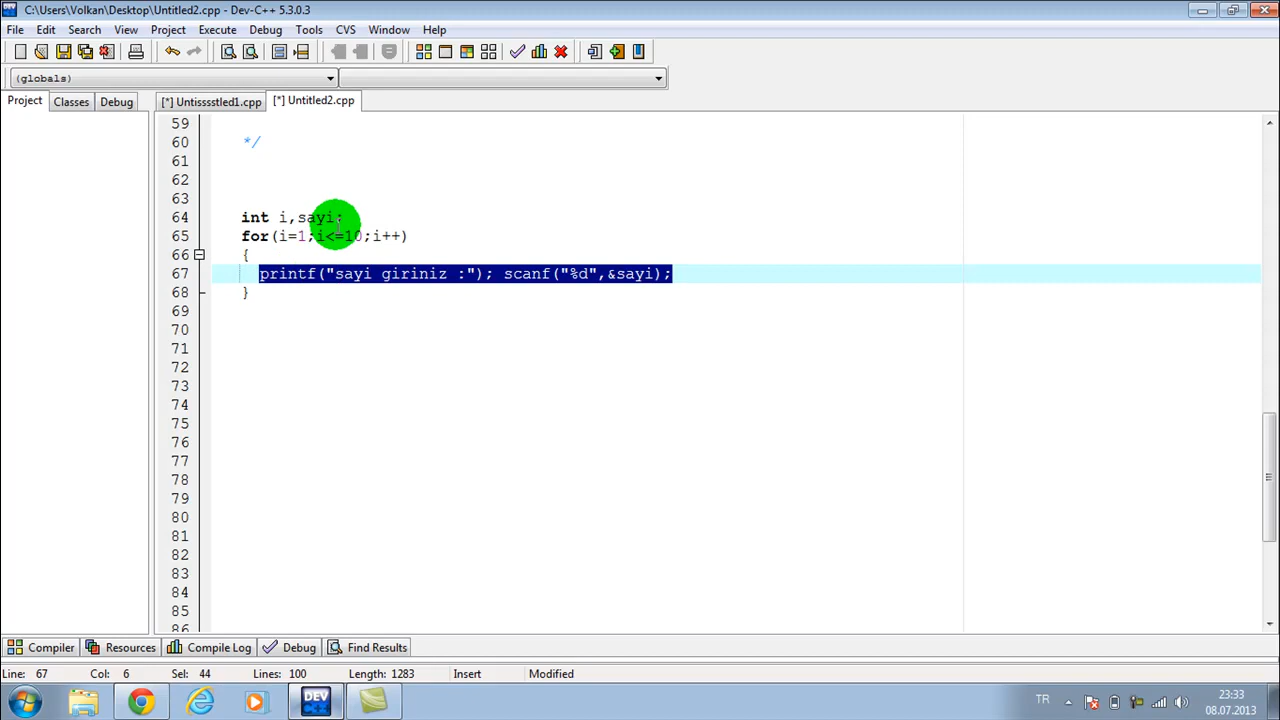 C:\Users\Volkan\Desktop\Untitled2.cpp - Dev-C++ 5.3.0.3
File Edit Search View Project Execute Debug Tools CVS Window Help
(globals)
Project Classes Debug [*] Untisssstled1.cpp [*] Untitled2.cpp
59
60 */
61
62
63
64 int i,sayi;
65 for(i=1;i<=10;i++)
66 {
67 printf("sayi giriniz :"); scanf("%d",&sayi);
68 }
69
70
71
72
73
74
75
76
77
78
79
80
81
82
83
84
85
86
Compiler Resources Compile Log Debug Find Results
Line: 67 Col: 6 Sel: 44 Lines: 100 Length: 1283 Insert Modified
DEV C++ TR 23:33
08.07.2013